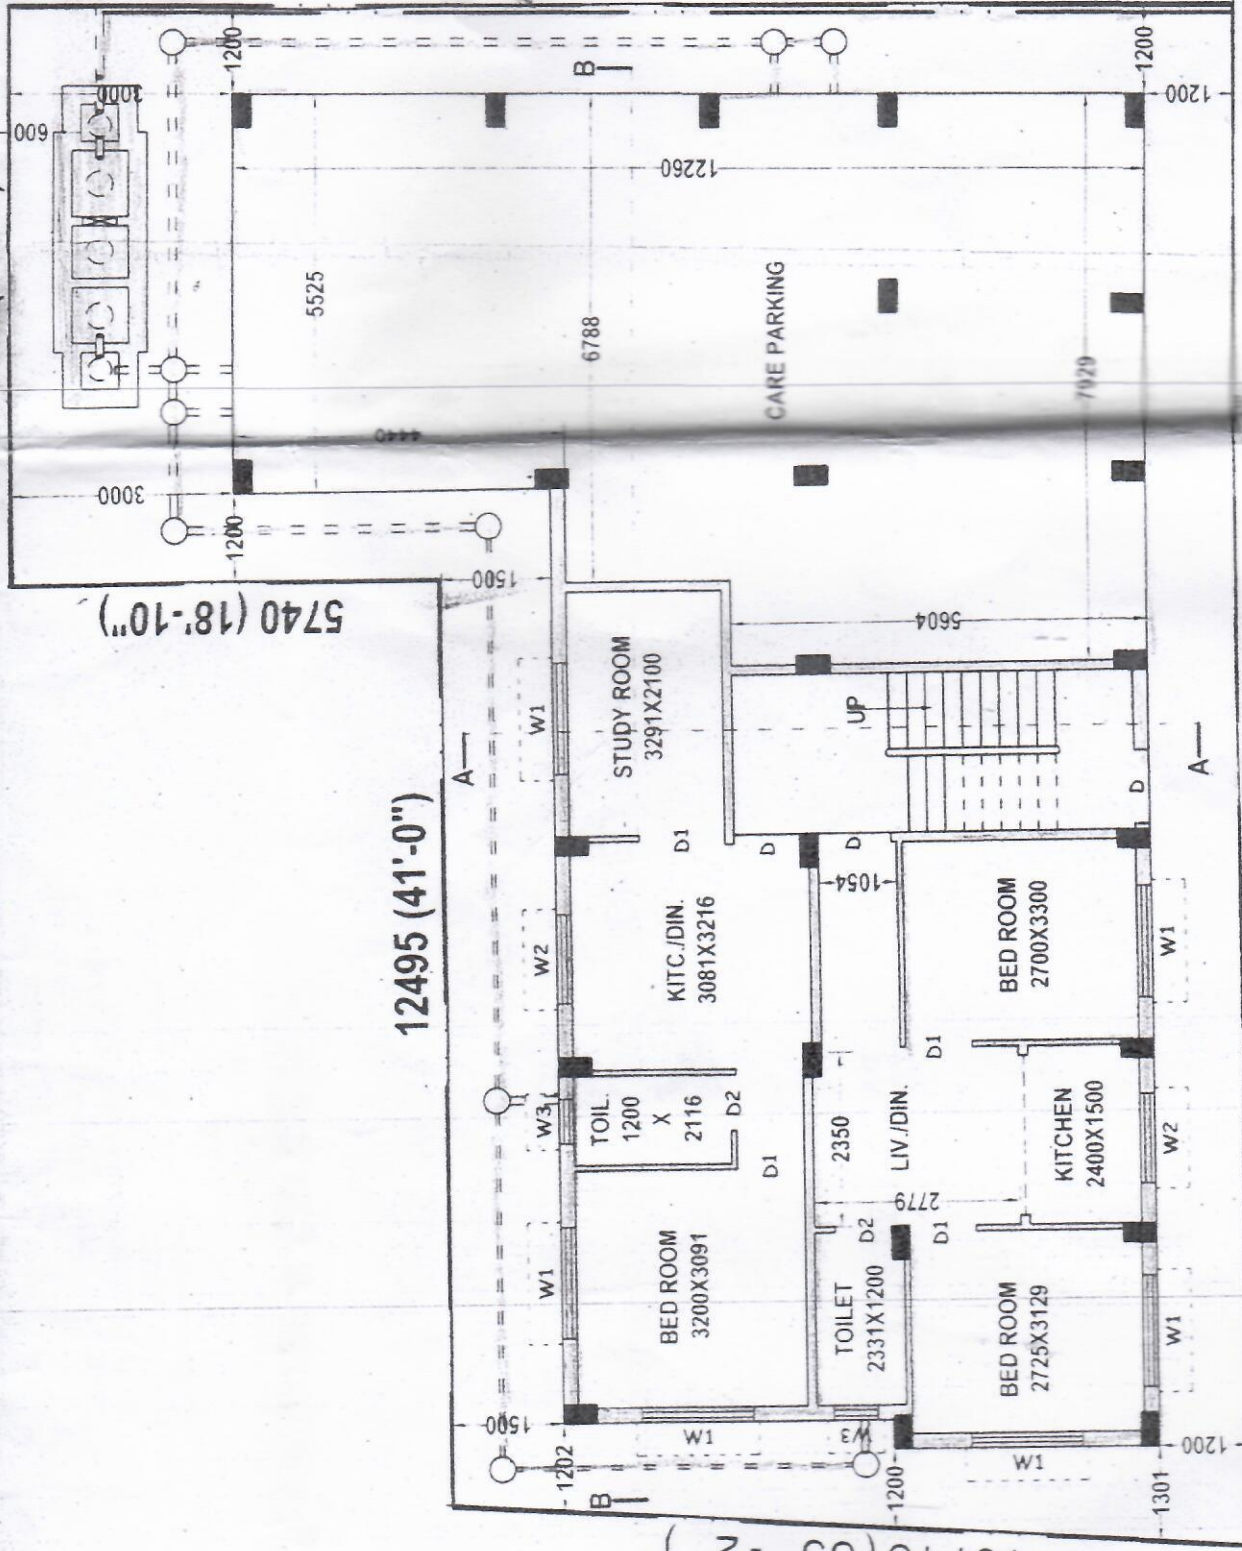 600
3000
1200
B
1200
1200
12260
5525
6788
CARE PARKING
7929
4440
3000
1200
1500
5740 (18'-10")
5604
STUDY ROOM
3291X2100
W1
A
UP
A
D
12495 (41'-0")
D1
D
D
1054
W2
KITC./DIN.
3081X3216
BED ROOM
2700X3300
W1
D1
W3
TOIL.
1200
X
2116
D2
D1
2350
LIV./DIN.
KITCHEN
2400X1500
W2
2779
W1
BED ROOM
3200X3091
D2
D1
TOILET
2331X1200
BED ROOM
2725X3129
W1
1500
W1
W3
W1
1202
B
1200
1200
1301